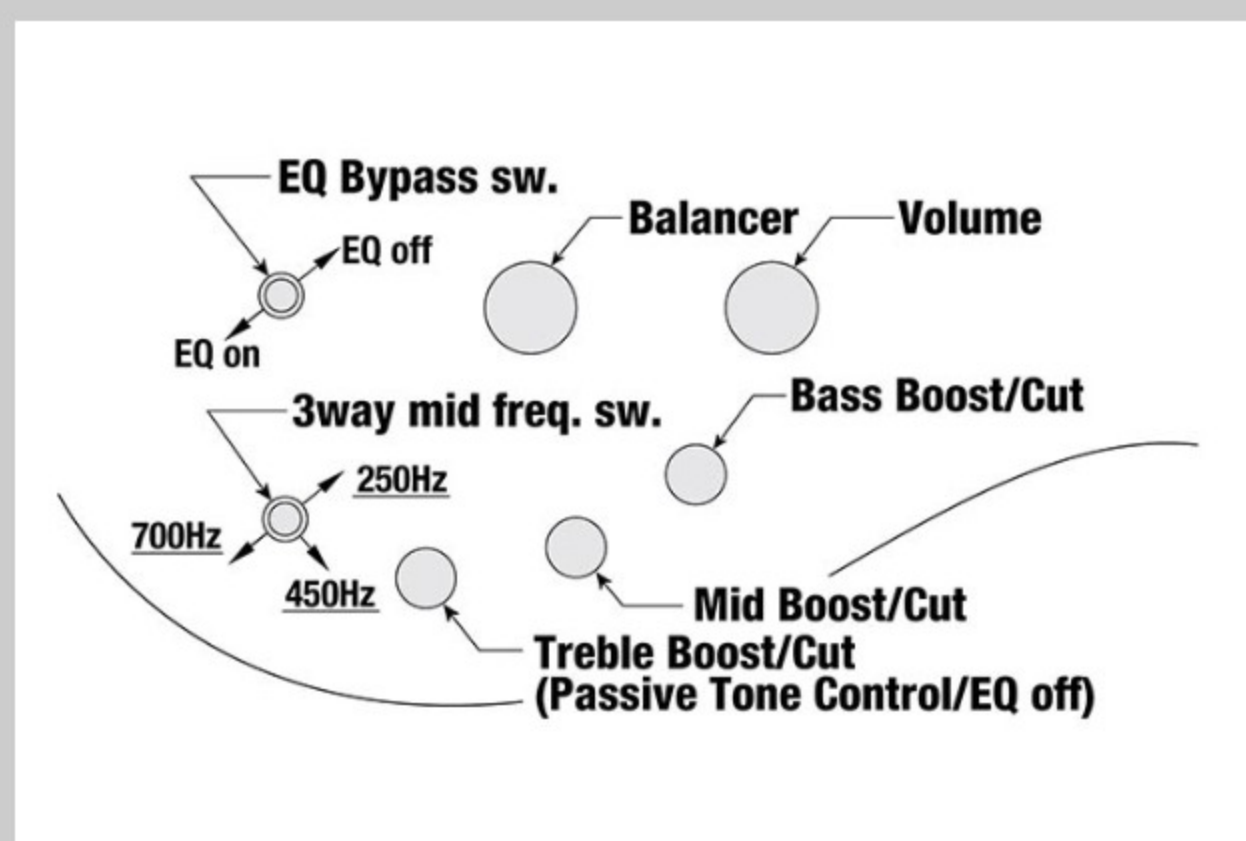 EQ Bypass sw.
EQ off
EQ on
Balancer
Volume
3way mid freq. sw.
250Hz
700Hz
450Hz
Bass Boost/Cut
Mid Boost/Cut
Treble Boost/Cut
(Passive Tone Control/EQ off)